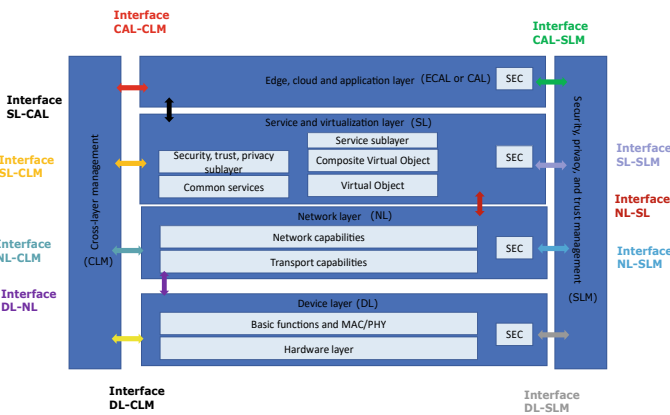 Interface
CAL-CLM
Interface
CAL-SLM
Edge, cloud and application layer (ECAL or CAL)
SEC
Interface
SL-CAL
Service and virtualization layer (SL)
Service sublayer
Security, trust, privacy
sublayer
Composite Virtual Object
SEC
Common services
Virtual Object
Interface
SL-CLM
Interface
SL-SLM
Cross-layer management
(CLM)
Security, privacy, and trust management
(SLM)
Interface
NL-SL
Network layer (NL)
Network capabilities
Transport capabilities
SEC
Interface
NL-CLM
Interface
NL-SLM
Interface
DL-NL
Device layer (DL)
Basic functions and MAC/PHY
Hardware layer
SEC
Interface
DL-CLM
Interface
DL-SLM